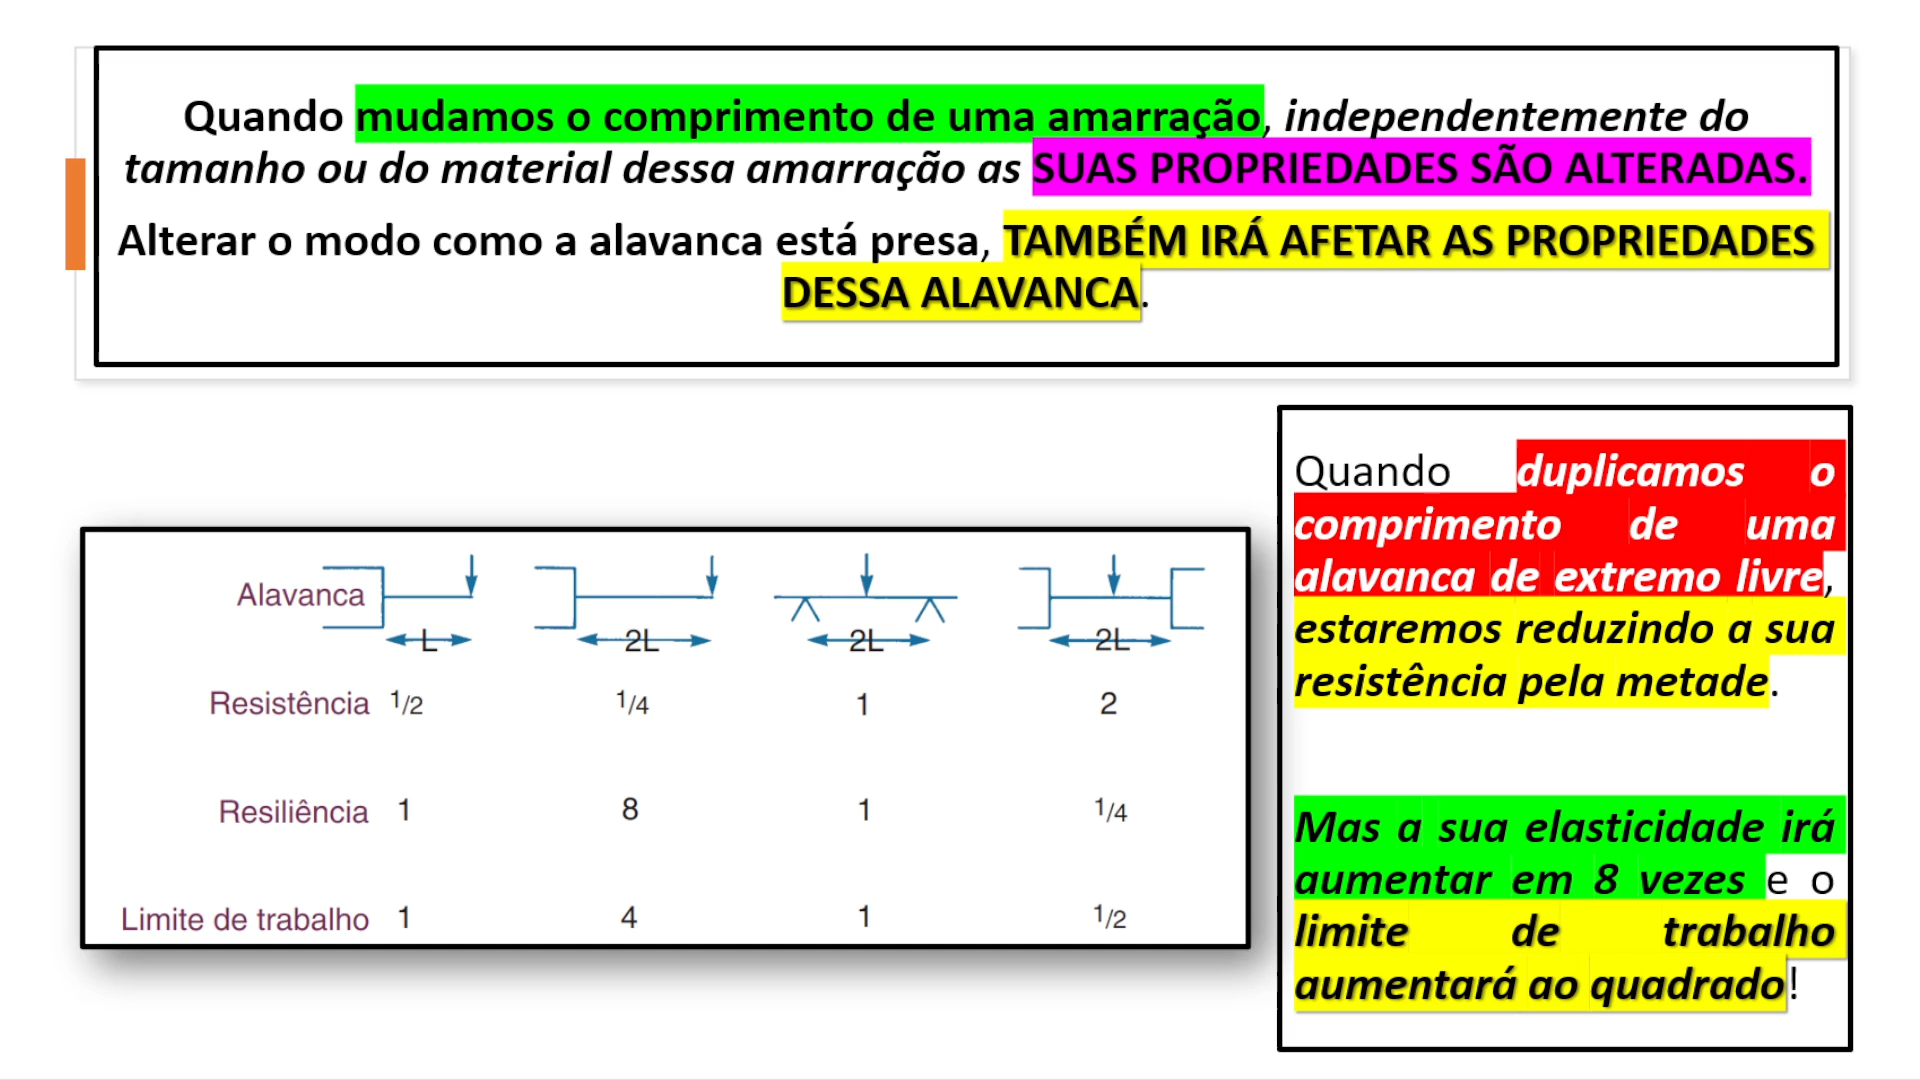 Quando mudamos o comprimento de uma amarração, independentemente do
tamanho ou do material dessa amarração as SUAS PROPRIEDADES SÃO ALTERADAS.
Alterar o modo como a alavanca está presa, TAMBÉM IRÁ AFETAR AS PROPRIEDADES
DESSA ALAVANCA.
Alavanca
L 2L 2L 2L
Resistência 1/2 1/4 1 2
Resiliência 1 8 1 1/4
Limite de trabalho 1 4 1 1/2
Quando duplicamos o
comprimento de uma
alavanca de extremo livre,
estaremos reduzindo a sua
resistência pela metade.
Mas a sua elasticidade irá
aumentar em 8 vezes e o
limite de trabalho
aumentará ao quadrado!